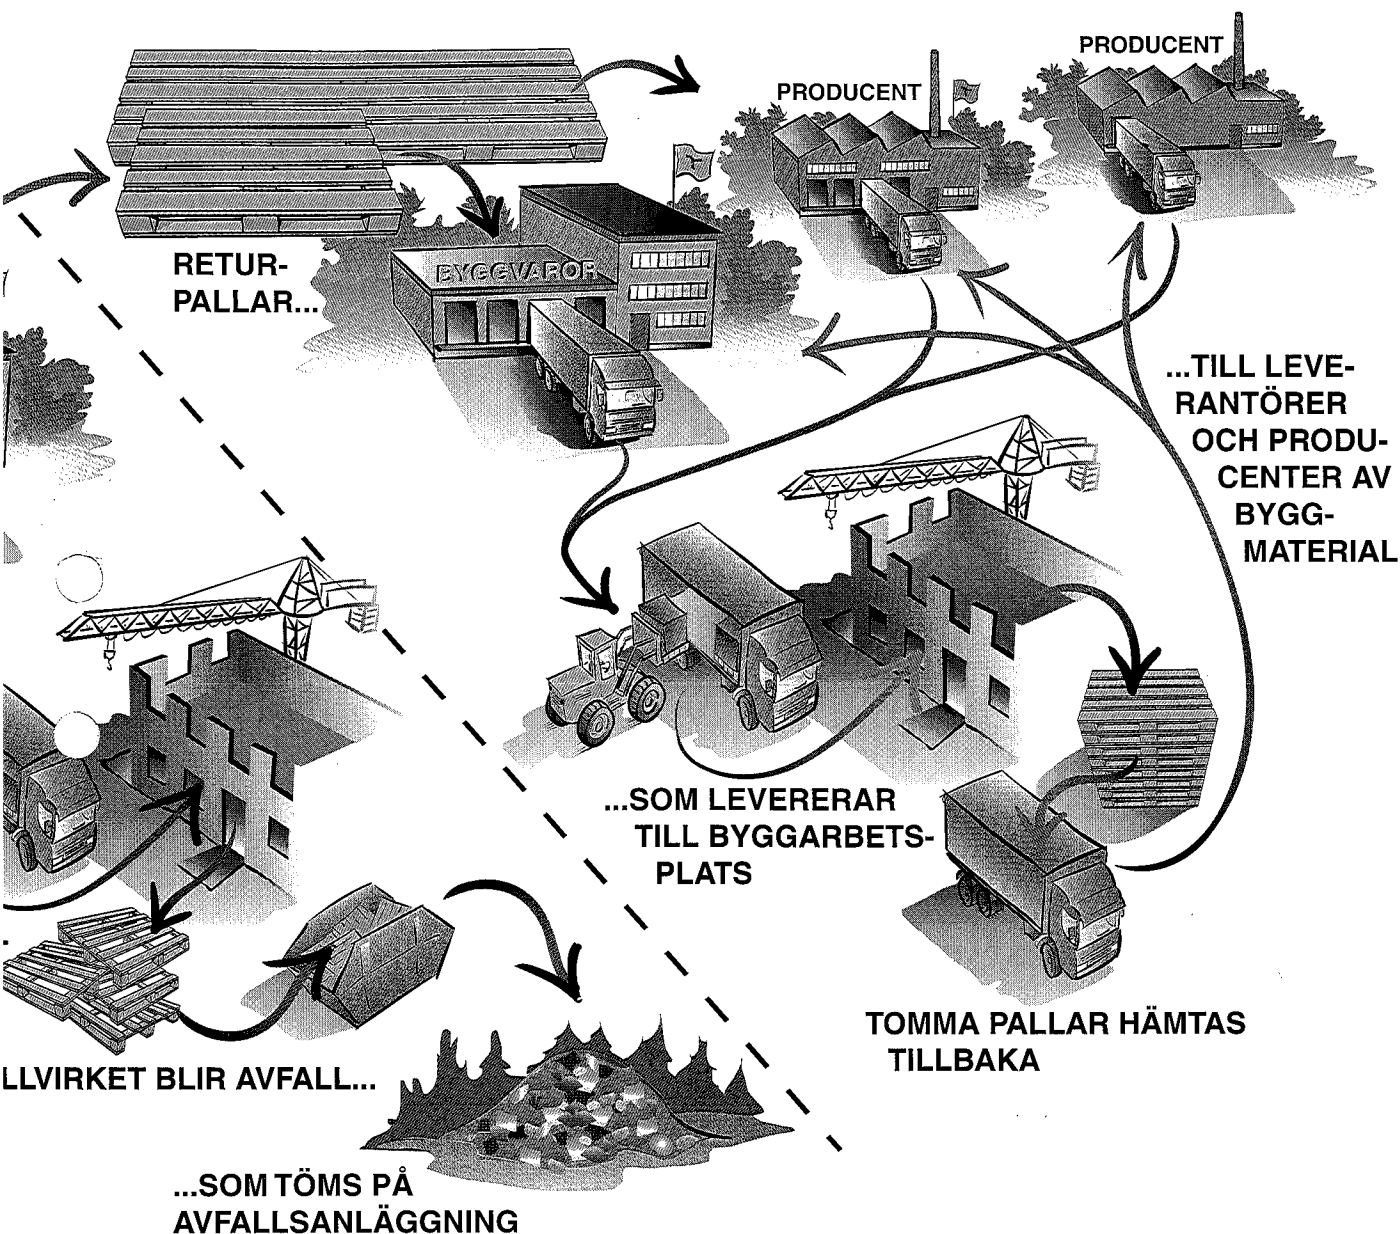 PRODUCENT
PRODUCENT
RETUR-
PALLAR...
BYGGVAROR
...TILL LEVE-
RANTÖRER
OCH PRODU-
CENTER AV
BYGG-
MATERIAL
...SOM LEVERERAR
TILL BYGGARBETS-
PLATS
TOMMA PALLAR HÄMTAS
TILLBAKA
LLVIRKET BLIR AVFALL...
...SOM TÖMS PÅ
AVFALLSANLÄGGNING